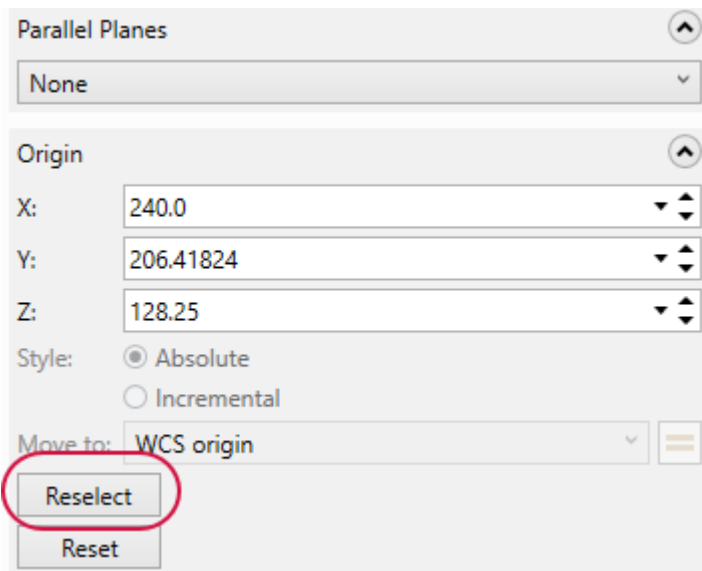 Parallel Planes
None
Origin
X: 240.0
Y: 206.41824
Z: 128.25
Style: Absolute
Incremental
Move to: WCS origin
Reselect
Reset